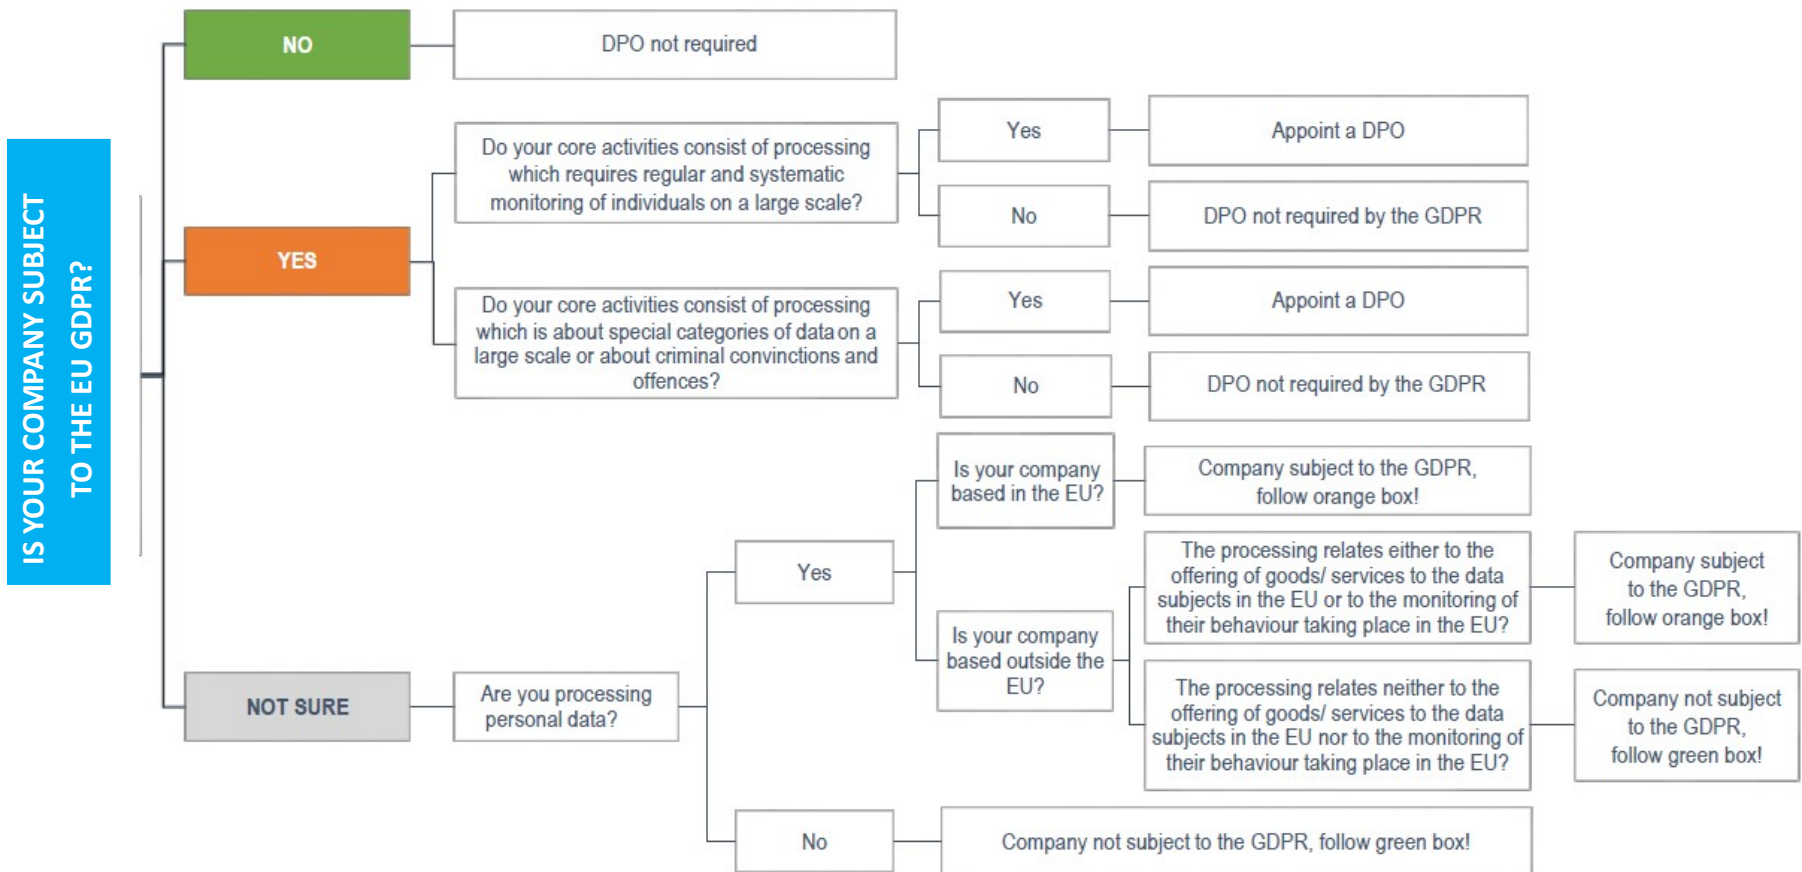 IS YOUR COMPANY SUBJECT
TO THE EU GDPR?
NO
DPO not required
YES
Do your core activities consist of processing
which requires regular and systematic
monitoring of individuals on a large scale?
Yes
Appoint a DPO
No
DPO not required by the GDPR
Do your core activities consist of processing
which is about special categories of data on a
large scale or about criminal convinctions and
offences?
Yes
Appoint a DPO
No
DPO not required by the GDPR
NOT SURE
Are you processing
personal data?
Yes
Is your company
based in the EU?
Company subject to the GDPR,
follow orange box!
Is your company
based outside the
EU?
The processing relates either to the
offering of goods/ services to the data
subjects in the EU or to the monitoring of
their behaviour taking place in the EU?
Company subject
to the GDPR,
follow orange box!
The processing relates neither to the
offering of goods/ services to the data
subjects in the EU nor to the monitoring of
their behaviour taking place in the EU?
Company not subject
to the GDPR,
follow green box!
No
Company not subject to the GDPR, follow green box!